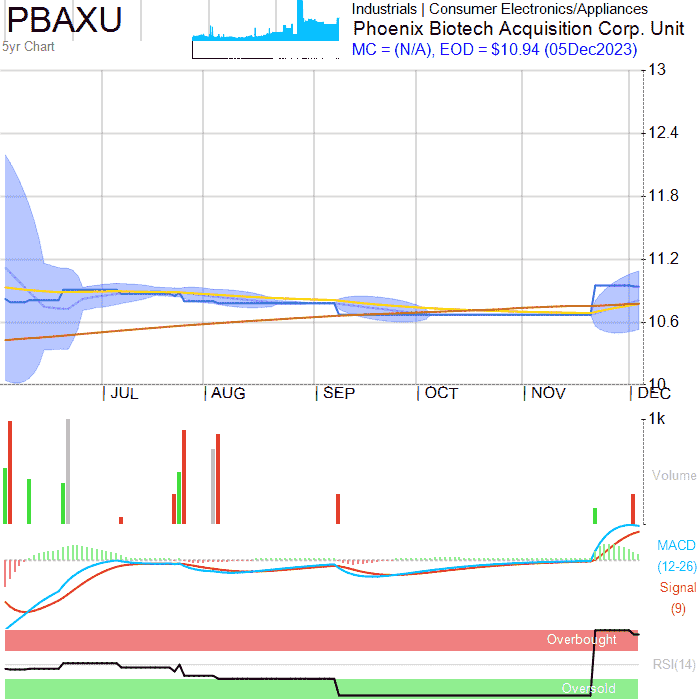 PBAXU
5yr Chart
Industrials | Consumer Electronics/Appliances
Phoenix Biotech Acquisition Corp. Unit
MC = (N/A), EOD = $10.94 (05Dec2023)
13
12.4
11.8
11.2
10.6
10
JUL AUG SEP OCT NOV DEC
1k
Volume
MACD
(12-26)
Signal
(9)
Overbought
RSI(14)
Oversold